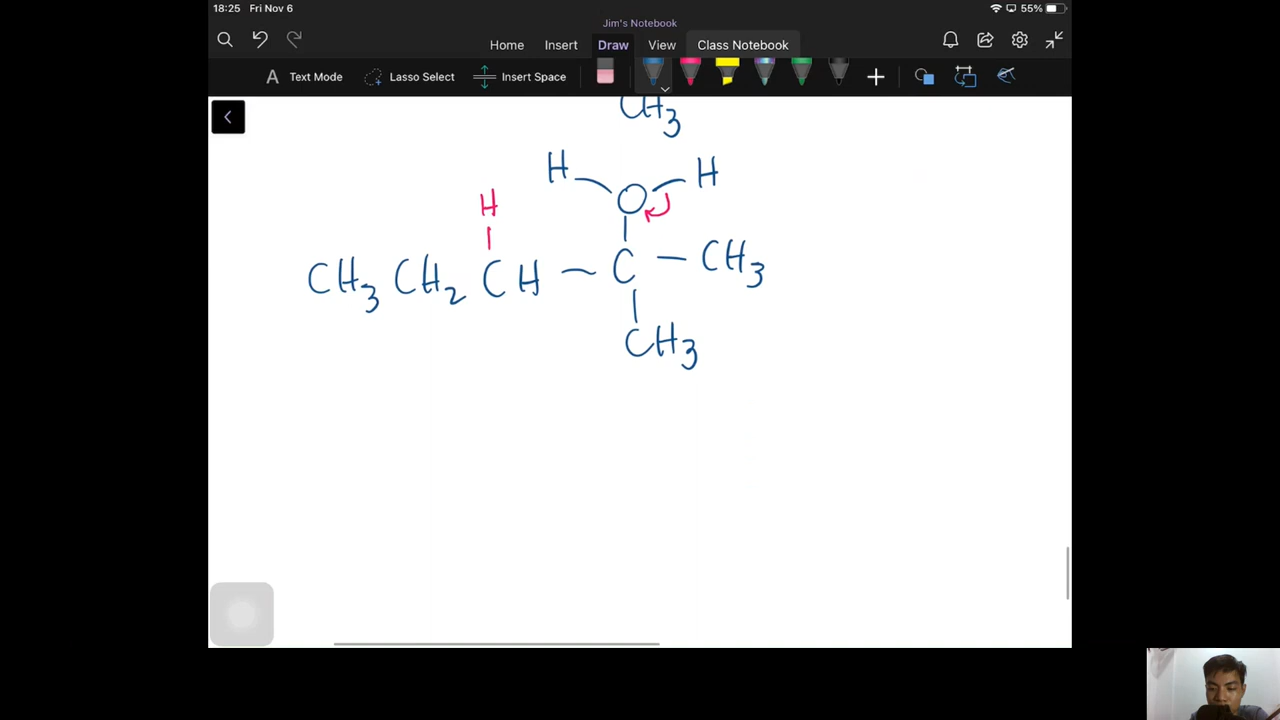 18:25 Fri Nov 6 55%
Jim's Notebook
Home Insert Draw View Class Notebook
A Text Mode Lasso Select Insert Space
CH3
H H
H O
CH3 CH2 CH - C - CH3
CH3